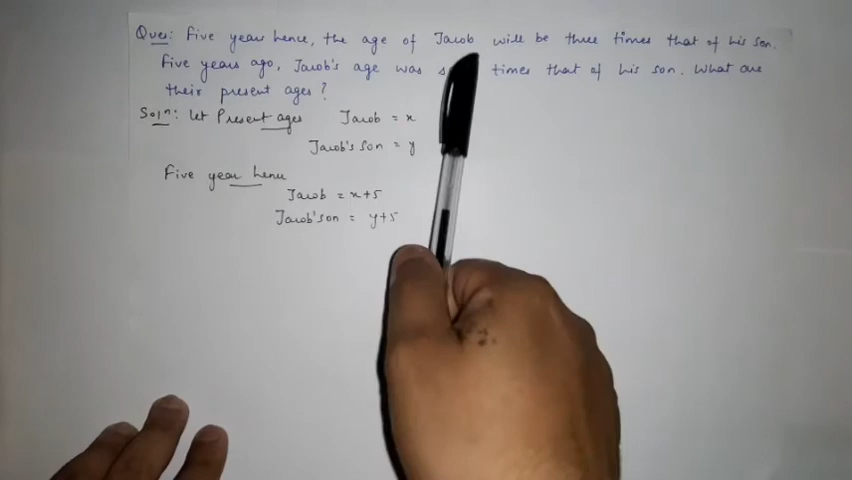 Ques: Five years hence, the age of Jacob will be three times that of his son.
Five years ago, Jacob's age was times that of his son. What are
their present ages?
Soln: Let Present ages Jacob = x
Jacob's son = y
Five year hence
Jacob = x+5
Jacob'son = y+5